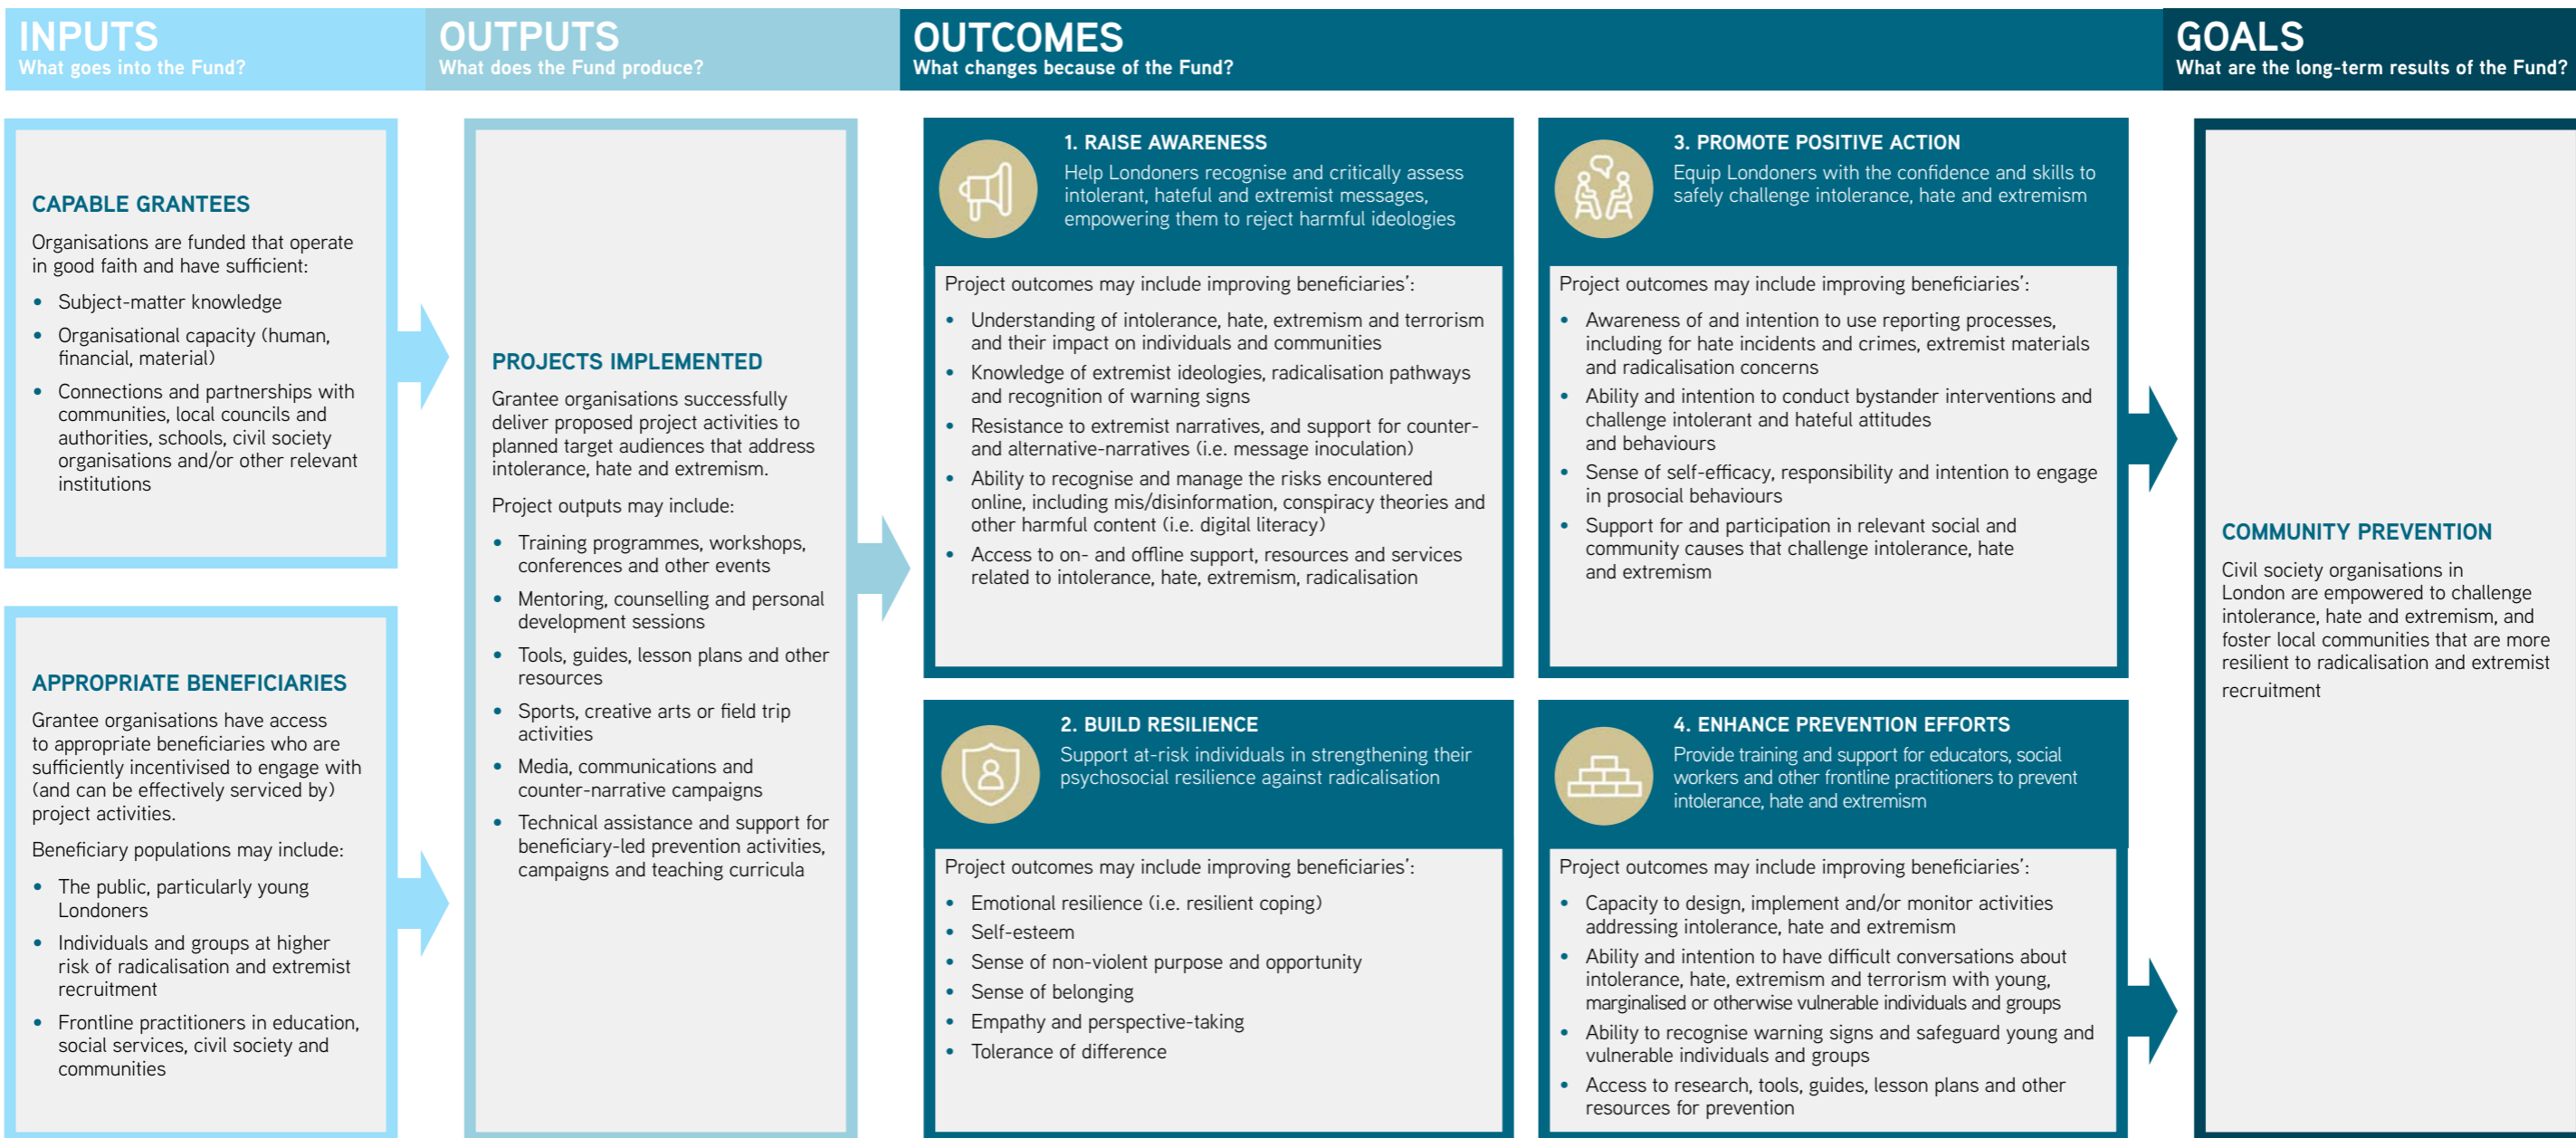 INPUTS
What goes into the Fund?
OUTPUTS
What does the Fund produce?
OUTCOMES
What changes because of the Fund?
GOALS
What are the long-term results of the Fund?
CAPABLE GRANTEES
Organisations are funded that operate
in good faith and have sufficient:
• Subject-matter knowledge
• Organisational capacity (human,
financial, material)
• Connections and partnerships with
communities, local councils and
authorities, schools, civil society
organisations and/or other relevant
institutions
APPROPRIATE BENEFICIARIES
Grantee organisations have access
to appropriate beneficiaries who are
sufficiently incentivised to engage with
(and can be effectively serviced by)
project activities.
Beneficiary populations may include:
• The public, particularly young
Londoners
• Individuals and groups at higher
risk of radicalisation and extremist
recruitment
• Frontline practitioners in education,
social services, civil society and
communities
PROJECTS IMPLEMENTED
Grantee organisations successfully
deliver proposed project activities to
planned target audiences that address
intolerance, hate and extremism.
Project outputs may include:
• Training programmes, workshops,
conferences and other events
• Mentoring, counselling and personal
development sessions
• Tools, guides, lesson plans and other
resources
• Sports, creative arts or field trip
activities
• Media, communications and
counter-narrative campaigns
• Technical assistance and support for
beneficiary-led prevention activities,
campaigns and teaching curricula
1. RAISE AWARENESS
Help Londoners recognise and critically assess
intolerant, hateful and extremist messages,
empowering them to reject harmful ideologies
Project outcomes may include improving beneficiaries’:
• Understanding of intolerance, hate, extremism and terrorism
and their impact on individuals and communities
• Knowledge of extremist ideologies, radicalisation pathways
and recognition of warning signs
• Resistance to extremist narratives, and support for counter-
and alternative-narratives (i.e. message inoculation)
• Ability to recognise and manage the risks encountered
online, including mis/disinformation, conspiracy theories and
other harmful content (i.e. digital literacy)
• Access to on- and offline support, resources and services
related to intolerance, hate, extremism, radicalisation
2. BUILD RESILIENCE
Support at-risk individuals in strengthening their
psychosocial resilience against radicalisation
Project outcomes may include improving beneficiaries’:
• Emotional resilience (i.e. resilient coping)
• Self-esteem
• Sense of non-violent purpose and opportunity
• Sense of belonging
• Empathy and perspective-taking
• Tolerance of difference
3. PROMOTE POSITIVE ACTION
Equip Londoners with the confidence and skills to
safely challenge intolerance, hate and extremism
Project outcomes may include improving beneficiaries’:
• Awareness of and intention to use reporting processes,
including for hate incidents and crimes, extremist materials
and radicalisation concerns
• Ability and intention to conduct bystander interventions and
challenge intolerant and hateful attitudes
and behaviours
• Sense of self-efficacy, responsibility and intention to engage
in prosocial behaviours
• Support for and participation in relevant social and
community causes that challenge intolerance, hate
and extremism
4. ENHANCE PREVENTION EFFORTS
Provide training and support for educators, social
workers and other frontline practitioners to prevent
intolerance, hate and extremism
Project outcomes may include improving beneficiaries’:
• Capacity to design, implement and/or monitor activities
addressing intolerance, hate and extremism
• Ability and intention to have difficult conversations about
intolerance, hate, extremism and terrorism with young,
marginalised or otherwise vulnerable individuals and groups
• Ability to recognise warning signs and safeguard young and
vulnerable individuals and groups
• Access to research, tools, guides, lesson plans and other
resources for prevention
COMMUNITY PREVENTION
Civil society organisations in
London are empowered to challenge
intolerance, hate and extremism, and
foster local communities that are more
resilient to radicalisation and extremist
recruitment